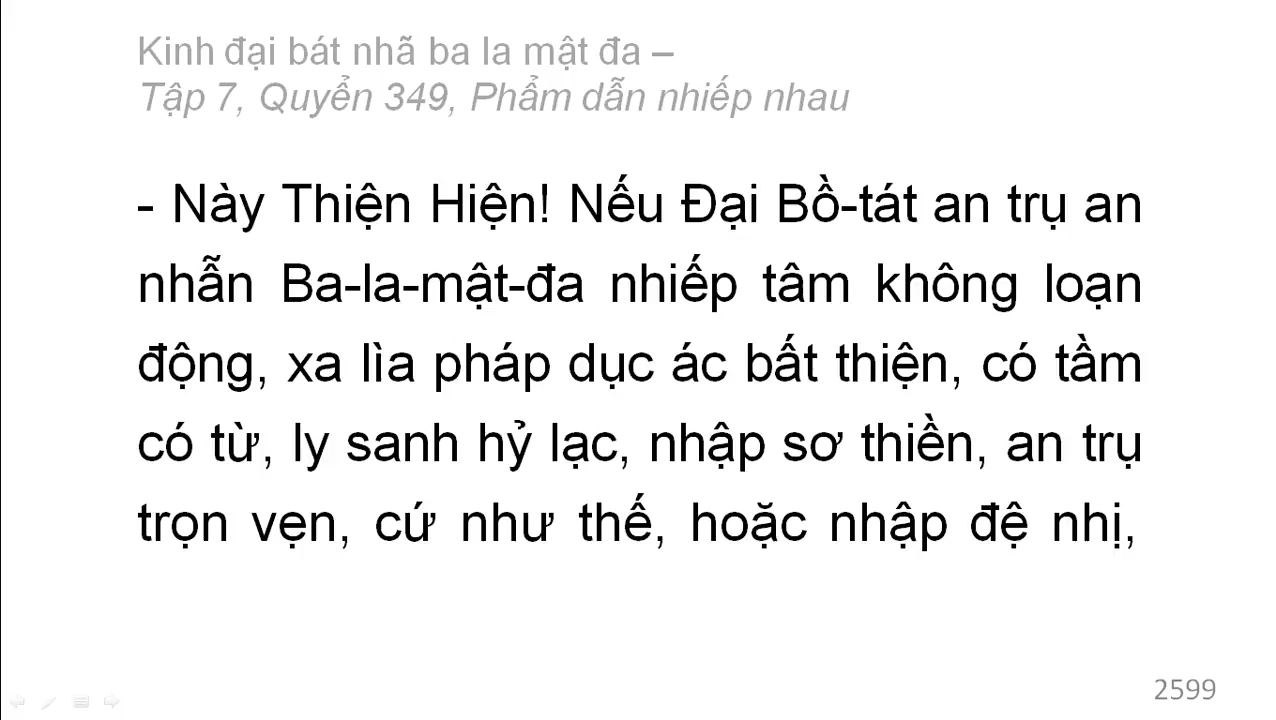 Kinh đại bát nhã ba la mật đa –
Tập 7, Quyển 349, Phẩm dẫn nhiếp nhau
- Này Thiện Hiện! Nếu Đại Bồ-tát an trụ an
nhẫn Ba-la-mật-đa nhiếp tâm không loạn
động, xa lìa pháp dục ác bất thiện, có tầm
có từ, ly sanh hỷ lạc, nhập sơ thiền, an trụ
trọn vẹn, cứ như thế, hoặc nhập đệ nhị,
2599